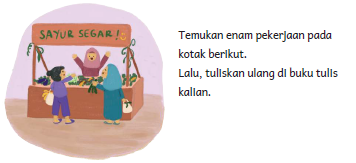 SAYUR SEGAR!
Temukan enam pekerjaan pada
kotak berikut.
Lalu, tuliskan ulang di buku tulis
kalian.